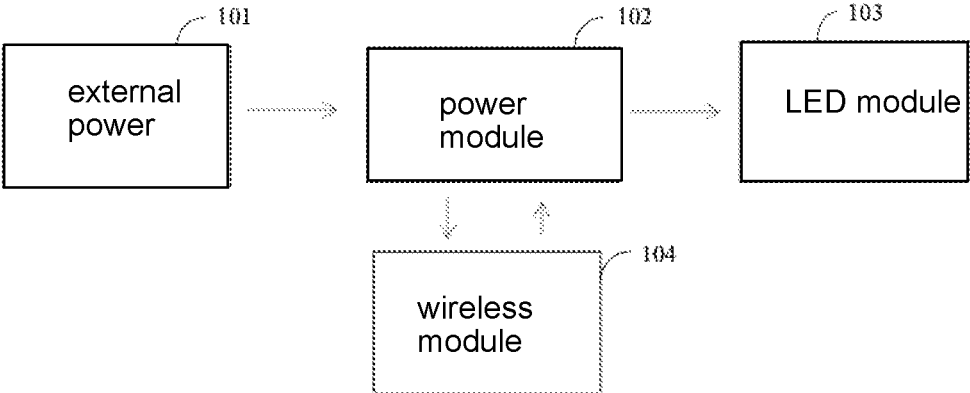 101
102
103
external
power
power
module
LED module
104
wireless
module